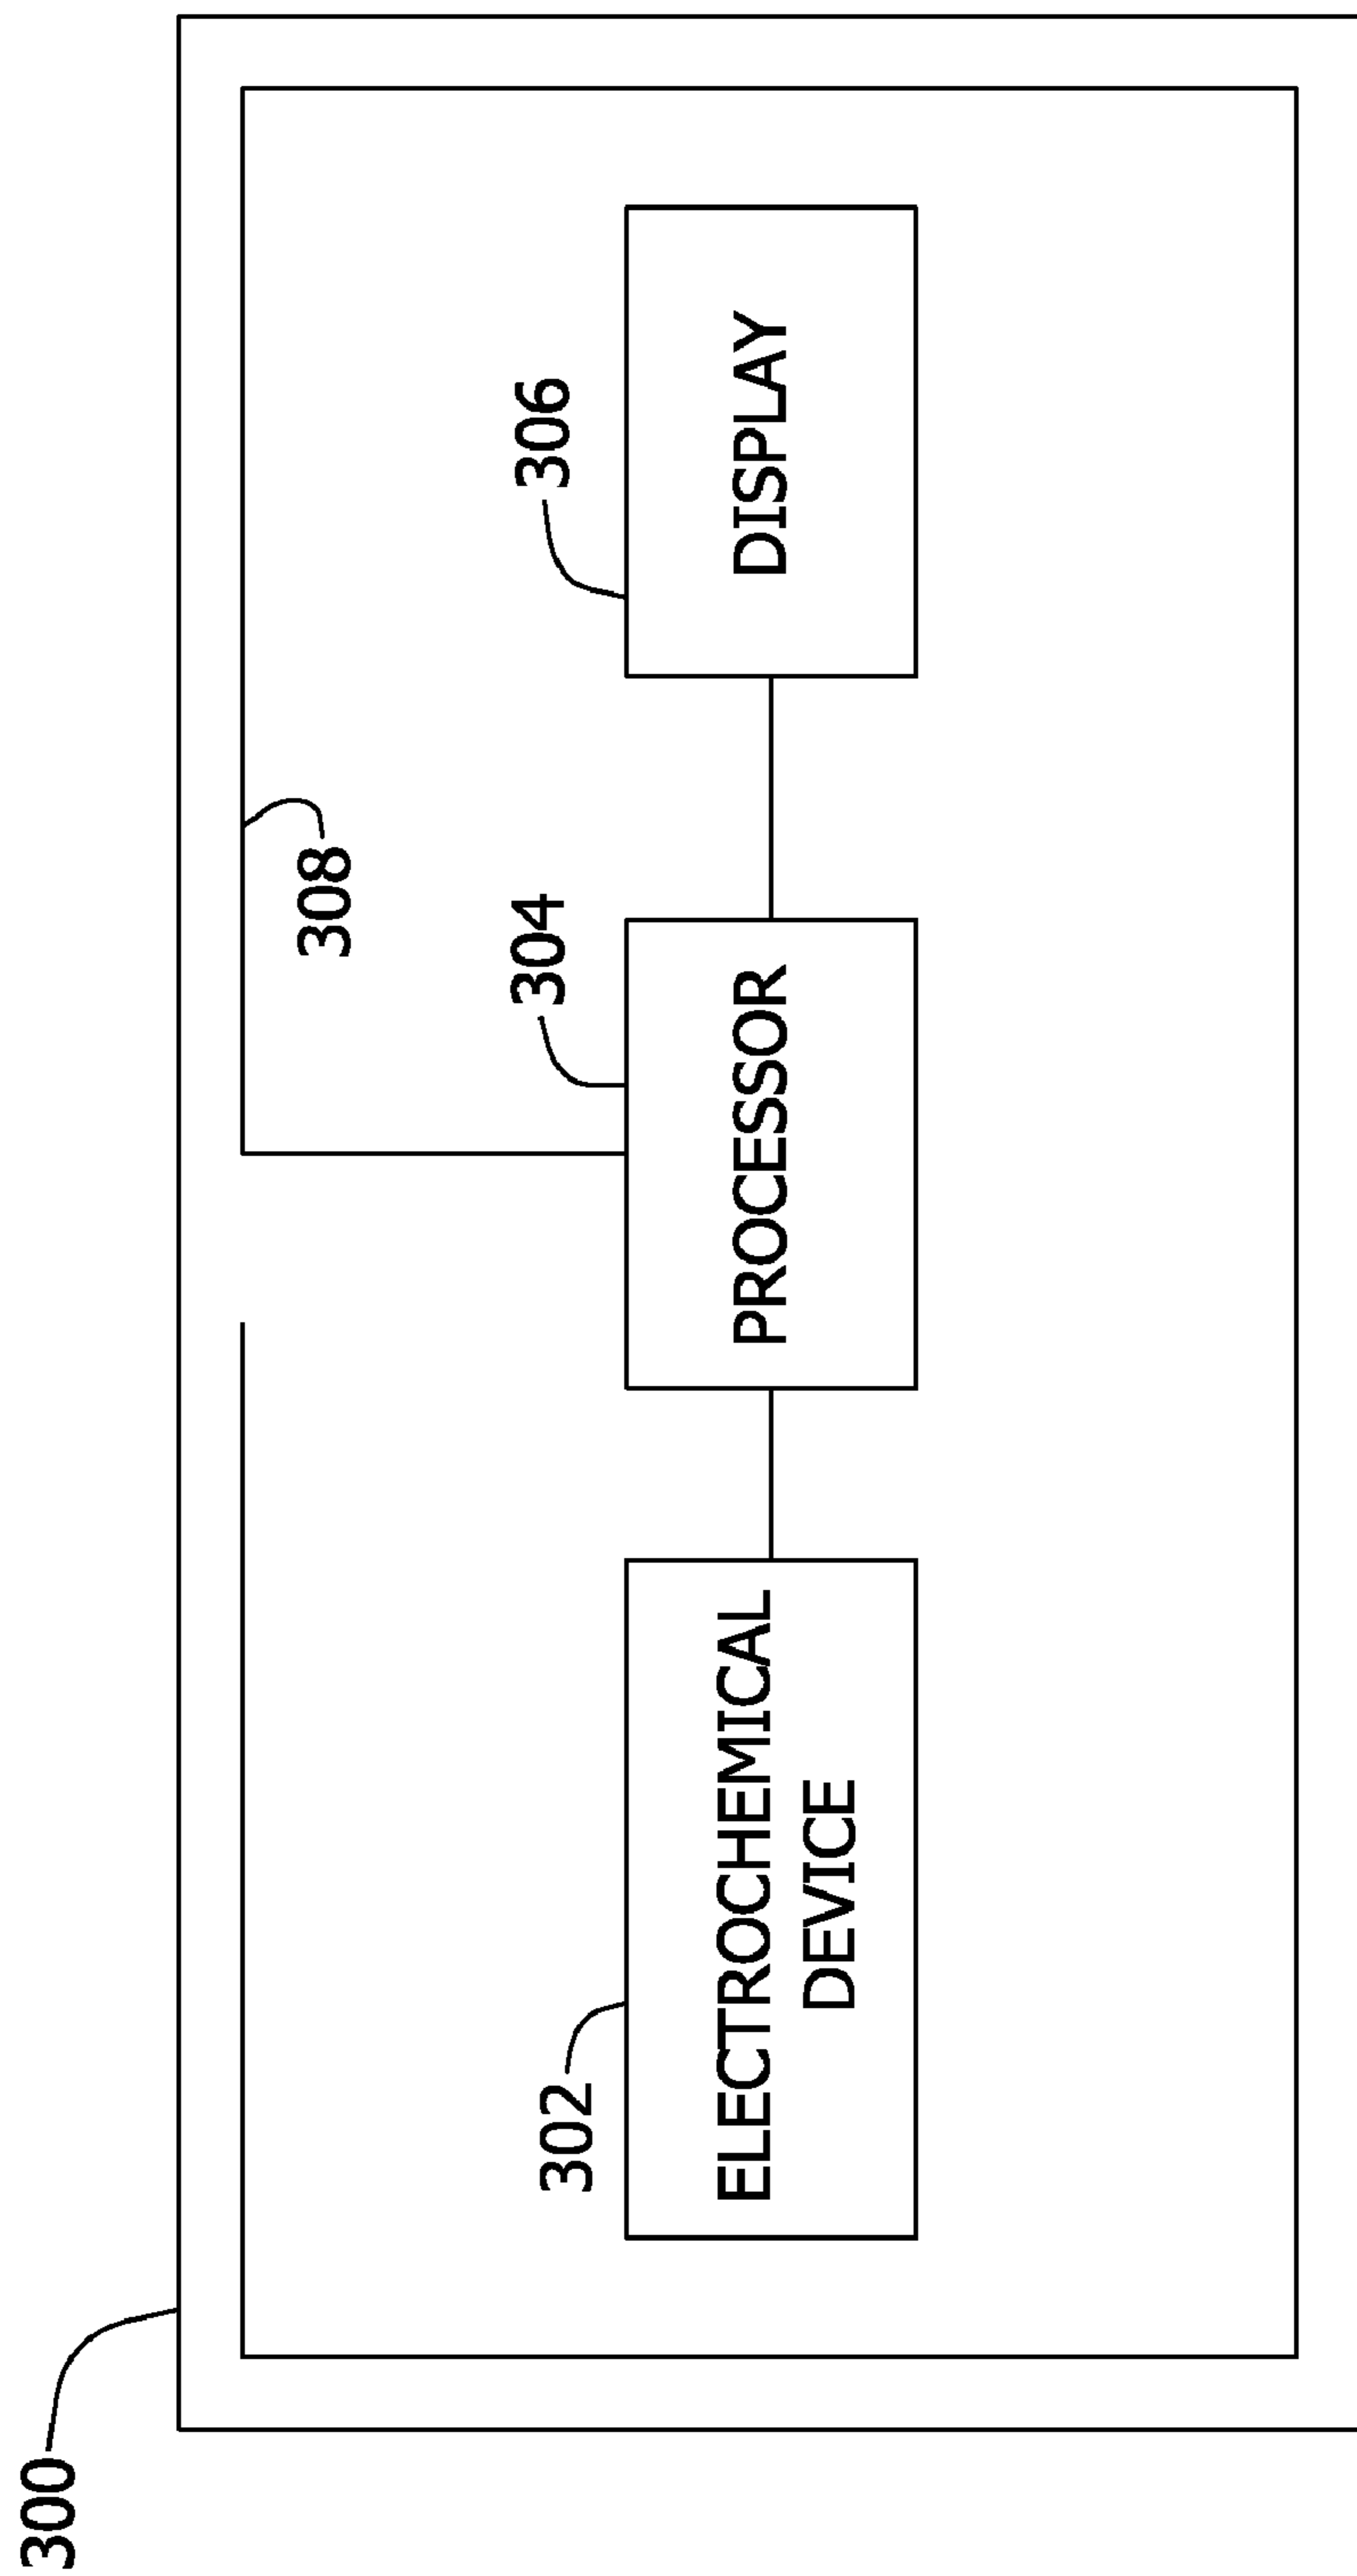 300
308
302
304
306
ELECTROCHEMICAL
DEVICE
PROCESSOR
DISPLAY